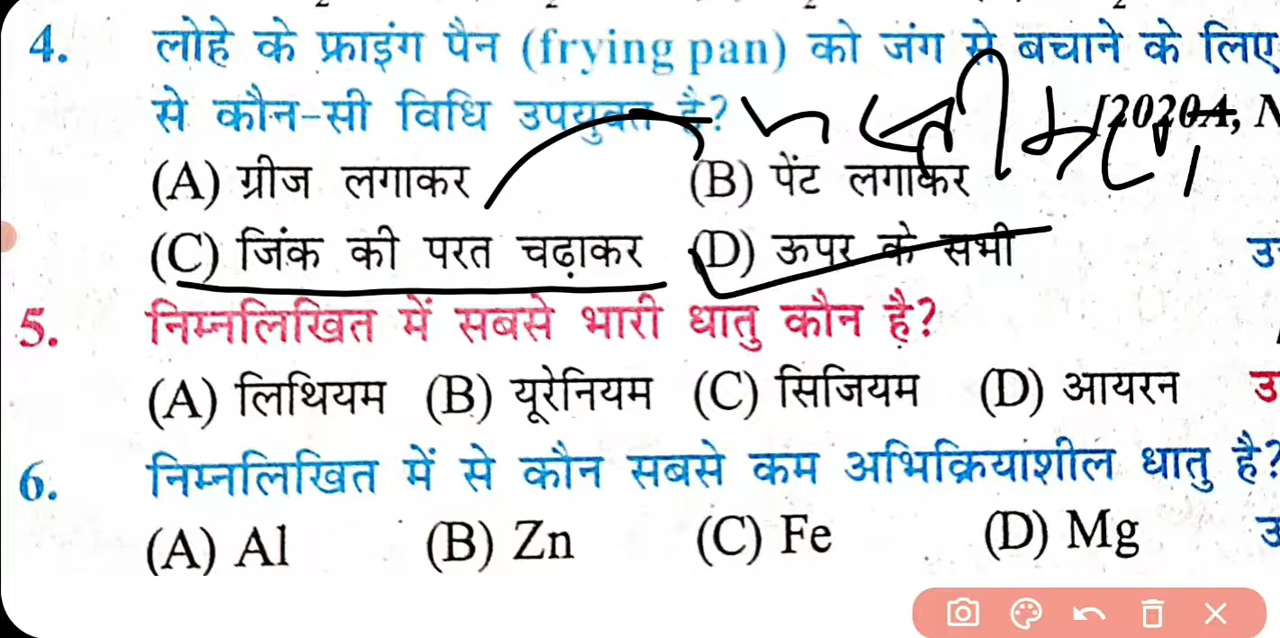 4. लोहे के फ्राइंग पैन (frying pan) को जंग से बचाने के लिए
से कौन-सी विधि उपयुक्त है? [2020A, N
(A) ग्रीज लगाकर (B) पेंट लगाकर
(C) जिंक की परत चढ़ाकर (D) ऊपर के सभी
5. निम्नलिखित में सबसे भारी धातु कौन है?
(A) लिथियम (B) यूरेनियम (C) सिजियम (D) आयरन उ
6. निम्नलिखित में से कौन सबसे कम अभिक्रियाशील धातु है?
(A) Al (B) Zn (C) Fe (D) Mg